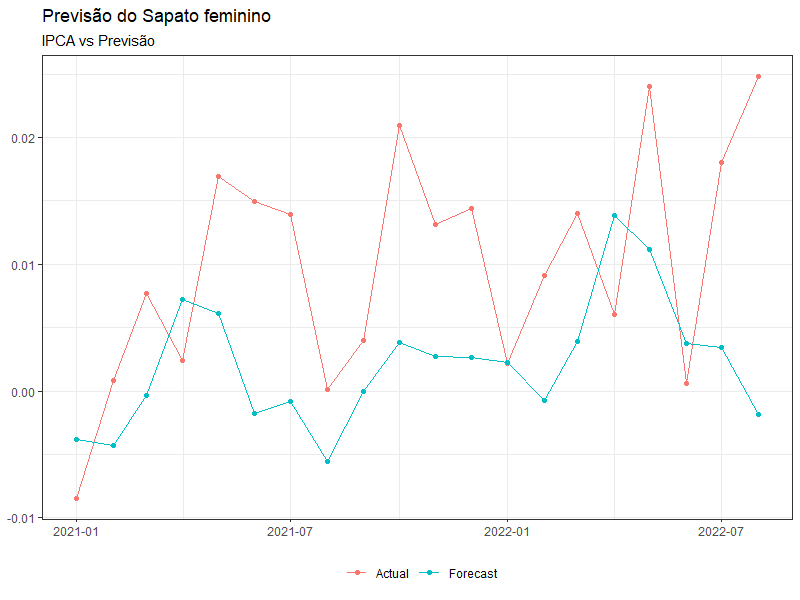 Previsão do Sapato feminino
IPCA vs Previsão
0.02
0.01
0.00
-0.01
2021-01 2021-07 2022-01 2022-07
Actual Forecast